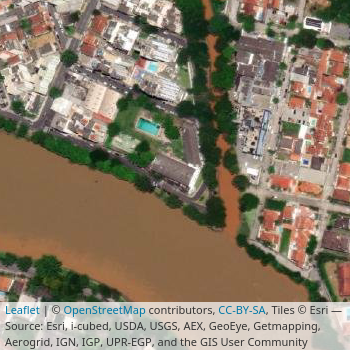 Leaflet | © OpenStreetMap contributors, CC-BY-SA, Tiles © Esri —
Source: Esri, i-cubed, USDA, USGS, AEX, GeoEye, Getmapping,
Aerogrid, IGN, IGP, UPR-EGP, and the GIS User Community